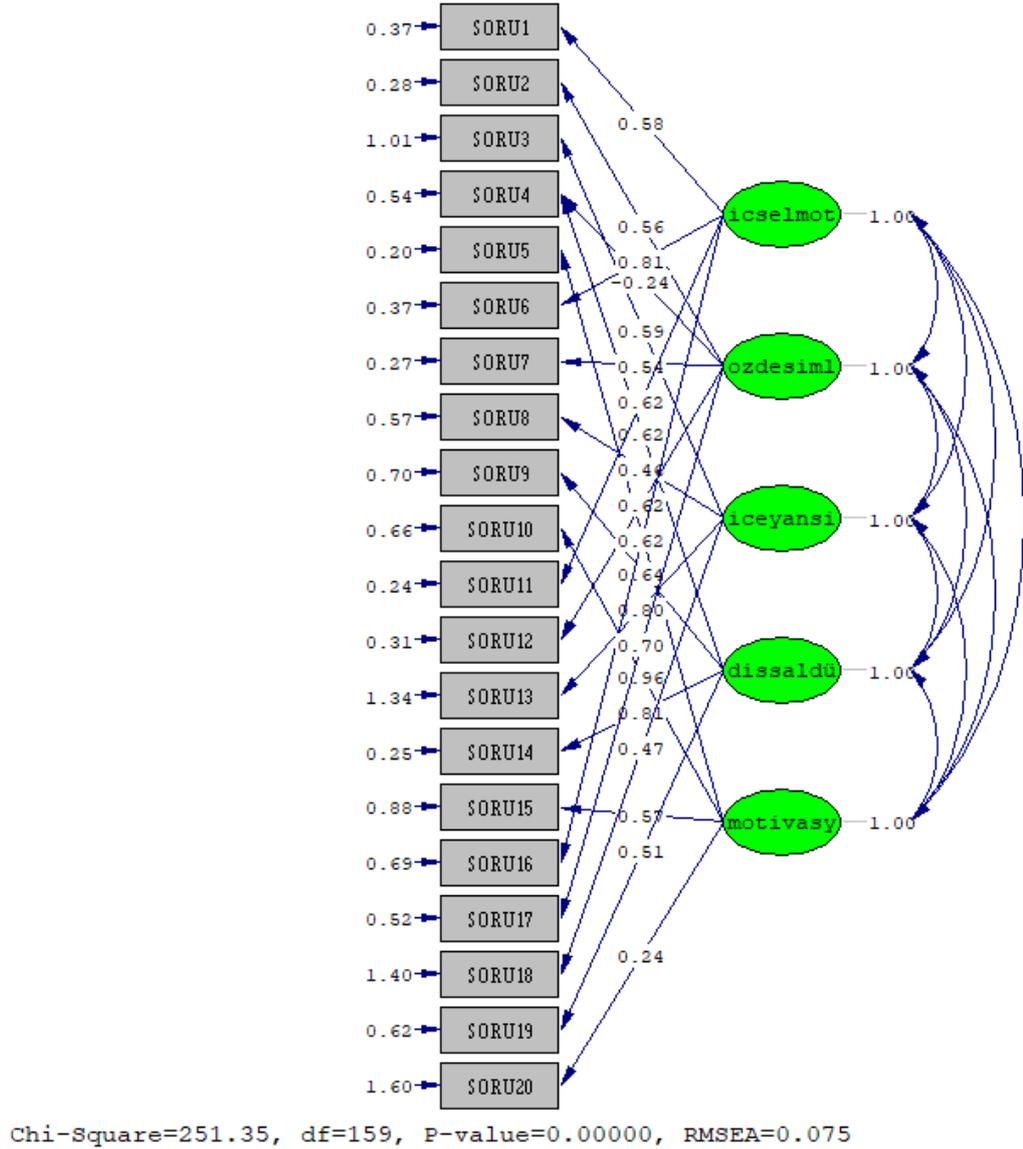 0.37 SORU1
0.28 SORU2
0.58
1.01 SORU3
0.54 SORU4
icselmot 1.00
0.56
0.20 SORU5
0.81
-0.24
0.37 SORU6
0.59
0.27 SORU7
0.54
ozdesiml 1.00
0.62
0.57 SORU8
0.62
0.70 SORU9
0.46
0.62
iceyansi 1.00
0.66 SORU10
0.62
0.24 SORU11
0.64
0.80
0.31 SORU12
0.70
dissaldü 1.00
0.96
1.34 SORU13
0.81
0.25 SORU14
0.47
0.88 SORU15
0.57
motivasy 1.00
0.51
0.69 SORU16
0.52 SORU17
0.24
1.40 SORU18
0.62 SORU19
1.60 SORU20
Chi-Square=251.35, df=159, P-value=0.00000, RMSEA=0.075